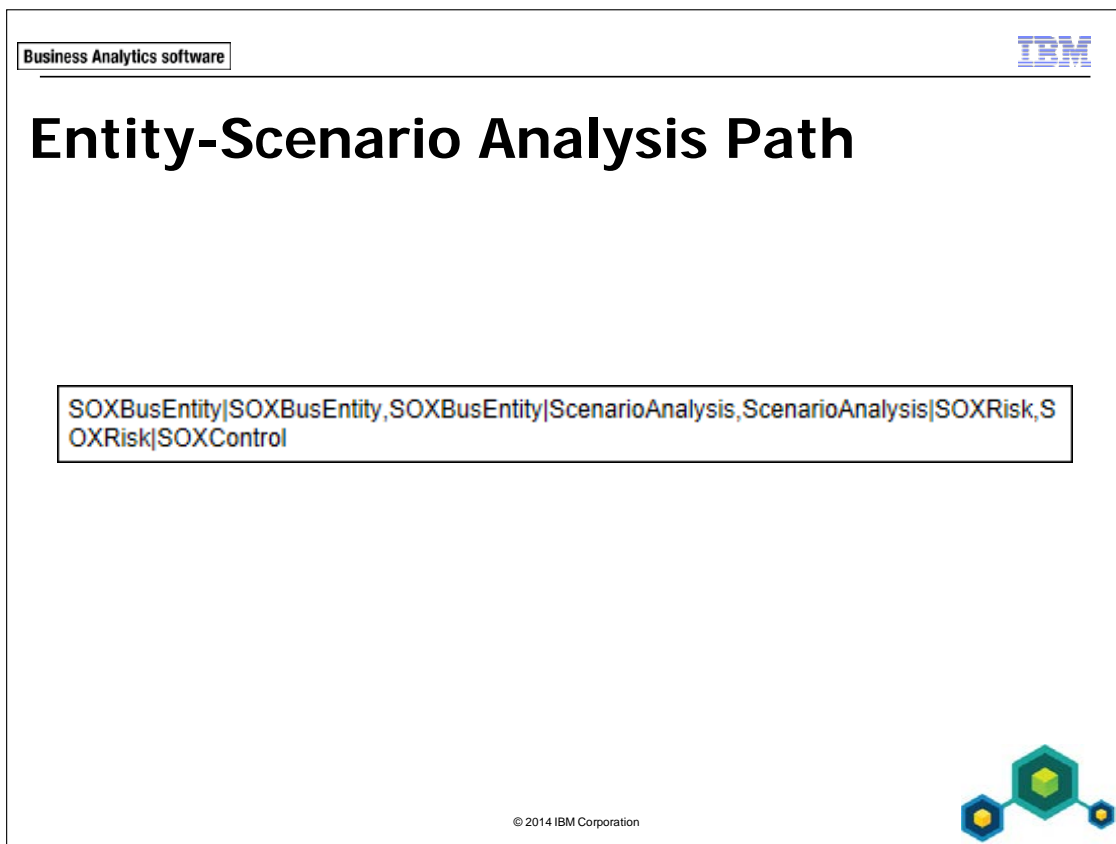 Business Analytics software
IBM
Entity-Scenario Analysis Path
SOXBusEntity|SOXBusEntity,SOXBusEntity|ScenarioAnalysis,ScenarioAnalysis|SOXRisk,S
OXRisk|SOXControl
© 2014 IBM Corporation